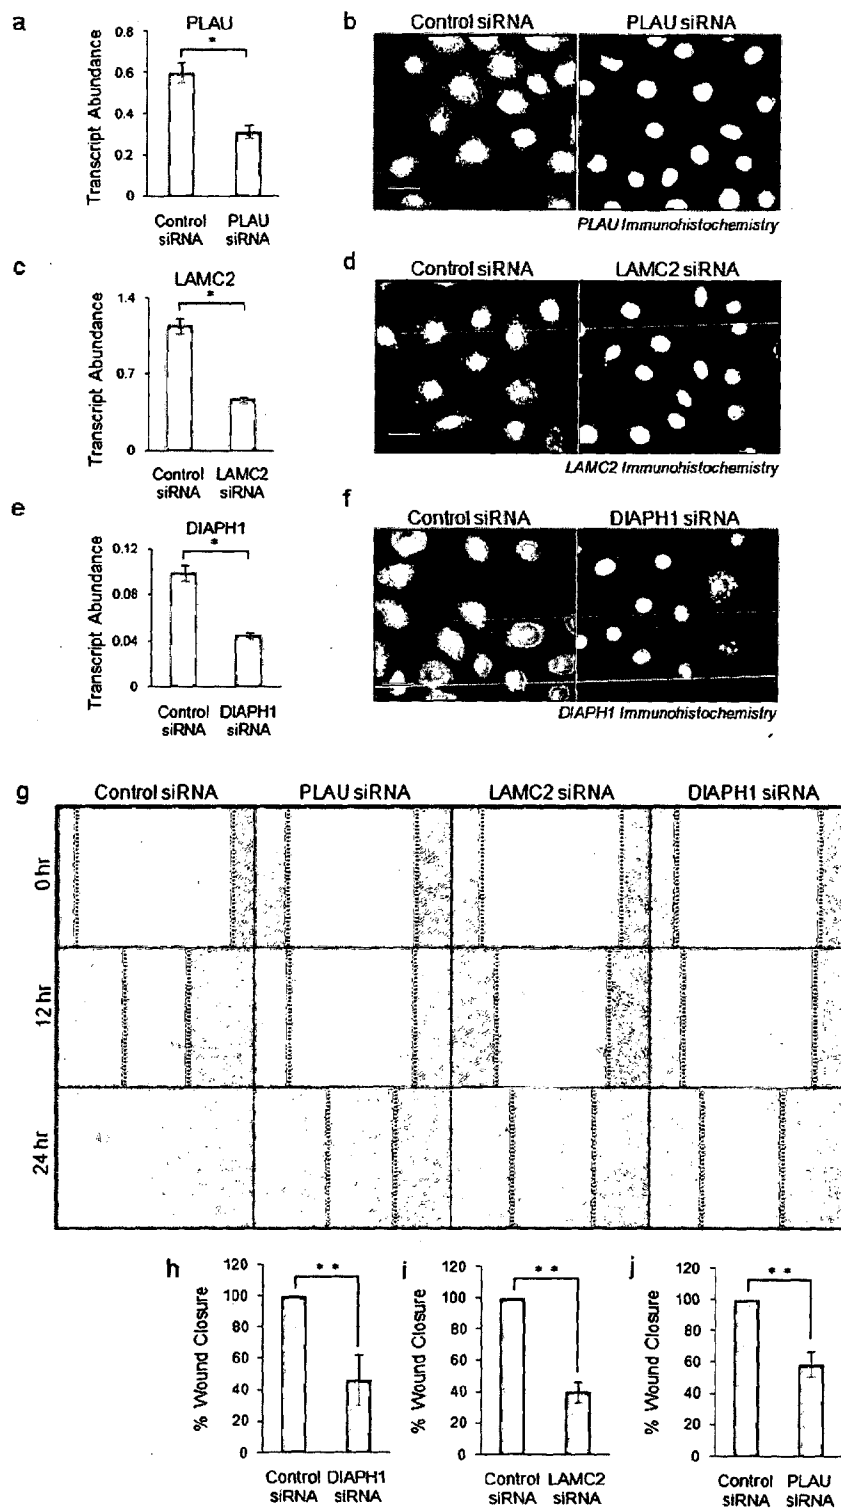 a
PLAU
*
Transcript Abundance
0.6
0.4
0.2
0
Control siRNA
PLAU siRNA
b
Control siRNA
PLAU siRNA
PLAU Immunohistochemistry
c
LAMC2
*
Transcript Abundance
1.4
0.7
0
Control siRNA
LAMC2 siRNA
d
Control siRNA
LAMC2 siRNA
LAMC2 Immunohistochemistry
e
DIAPH1
*
Transcript Abundance
0.12
0.08
0.04
0
Control siRNA
DIAPH1 siRNA
f
Control siRNA
DIAPH1 siRNA
DIAPH1 Immunohistochemistry
g
Control siRNA
PLAU siRNA
LAMC2 siRNA
DIAPH1 siRNA
0 hr
12 hr
24 hr
h
* *
% Wound Closure
120
100
80
60
40
20
0
Control siRNA
DIAPH1 siRNA
i
* *
% Wound Closure
120
100
80
60
40
20
0
Control siRNA
LAMC2 siRNA
j
* *
% Wound Closure
120
100
80
60
40
20
0
Control siRNA
PLAU siRNA